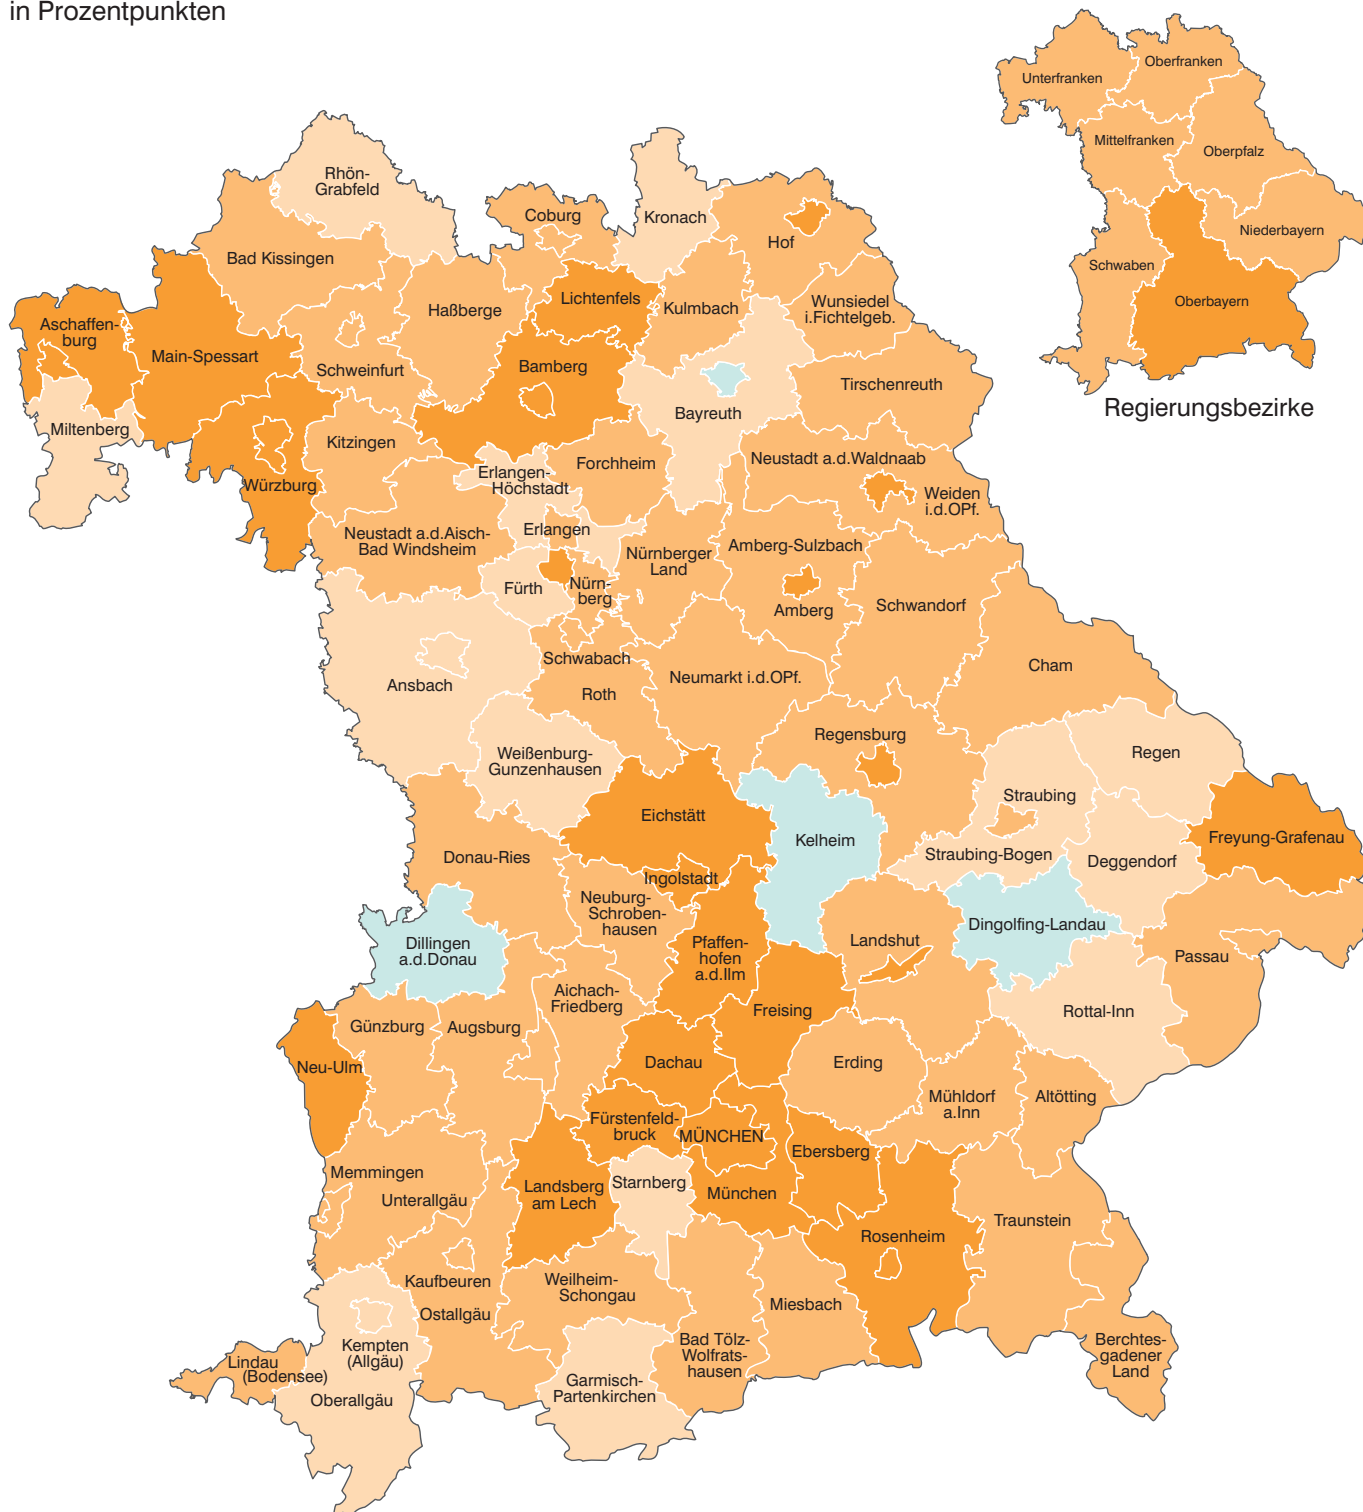 in Prozentpunkten
Unterfranken
Oberfranken
Mittelfranken
Oberpfalz
Niederbayern
Schwaben
Oberbayern
Regierungsbezirke
Rhön-
Grabfeld
Coburg
Kronach
Hof
Bad Kissingen
Lichtenfels
Kulmbach
Wunsiedel
i.Fichtelgeb.
Haßberge
Aschaffen-
burg
Main-Spessart
Schweinfurt
Bamberg
Tirschenreuth
Bayreuth
Miltenberg
Kitzingen
Forchheim
Neustadt a.d.Waldnaab
Erlangen-
Höchstadt
Würzburg
Weiden
i.d.OPf.
Neustadt a.d.Aisch-
Bad Windsheim
Erlangen
Nürnberger
Land
Amberg-Sulzbach
Fürth
Nürn-
berg
Amberg
Schwandorf
Schwabach
Cham
Ansbach
Roth
Neumarkt i.d.OPf.
Regensburg
Weißenburg-
Gunzenhausen
Regen
Straubing
Eichstätt
Kelheim
Freyung-Grafenau
Donau-Ries
Straubing-Bogen
Deggendorf
Ingolstadt
Neuburg-
Schroben-
hausen
Dingolfing-Landau
Dillingen
a.d.Donau
Pfaffen-
hofen
a.d.Ilm
Landshut
Passau
Aichach-
Friedberg
Freising
Rottal-Inn
Günzburg
Augsburg
Neu-Ulm
Dachau
Erding
Mühldorf
a.Inn
Altötting
Fürstenfeld-
bruck
MÜNCHEN
Ebersberg
Memmingen
Unterallgäu
Landsberg
am Lech
Starnberg
München
Traunstein
Rosenheim
Kaufbeuren
Weilheim-
Schongau
Ostallgäu
Miesbach
Kempten
(Allgäu)
Bad Tölz-
Wolfrats-
hausen
Berchtes-
gadener
Land
Lindau
(Bodensee)
Garmisch-
Partenkirchen
Oberallgäu